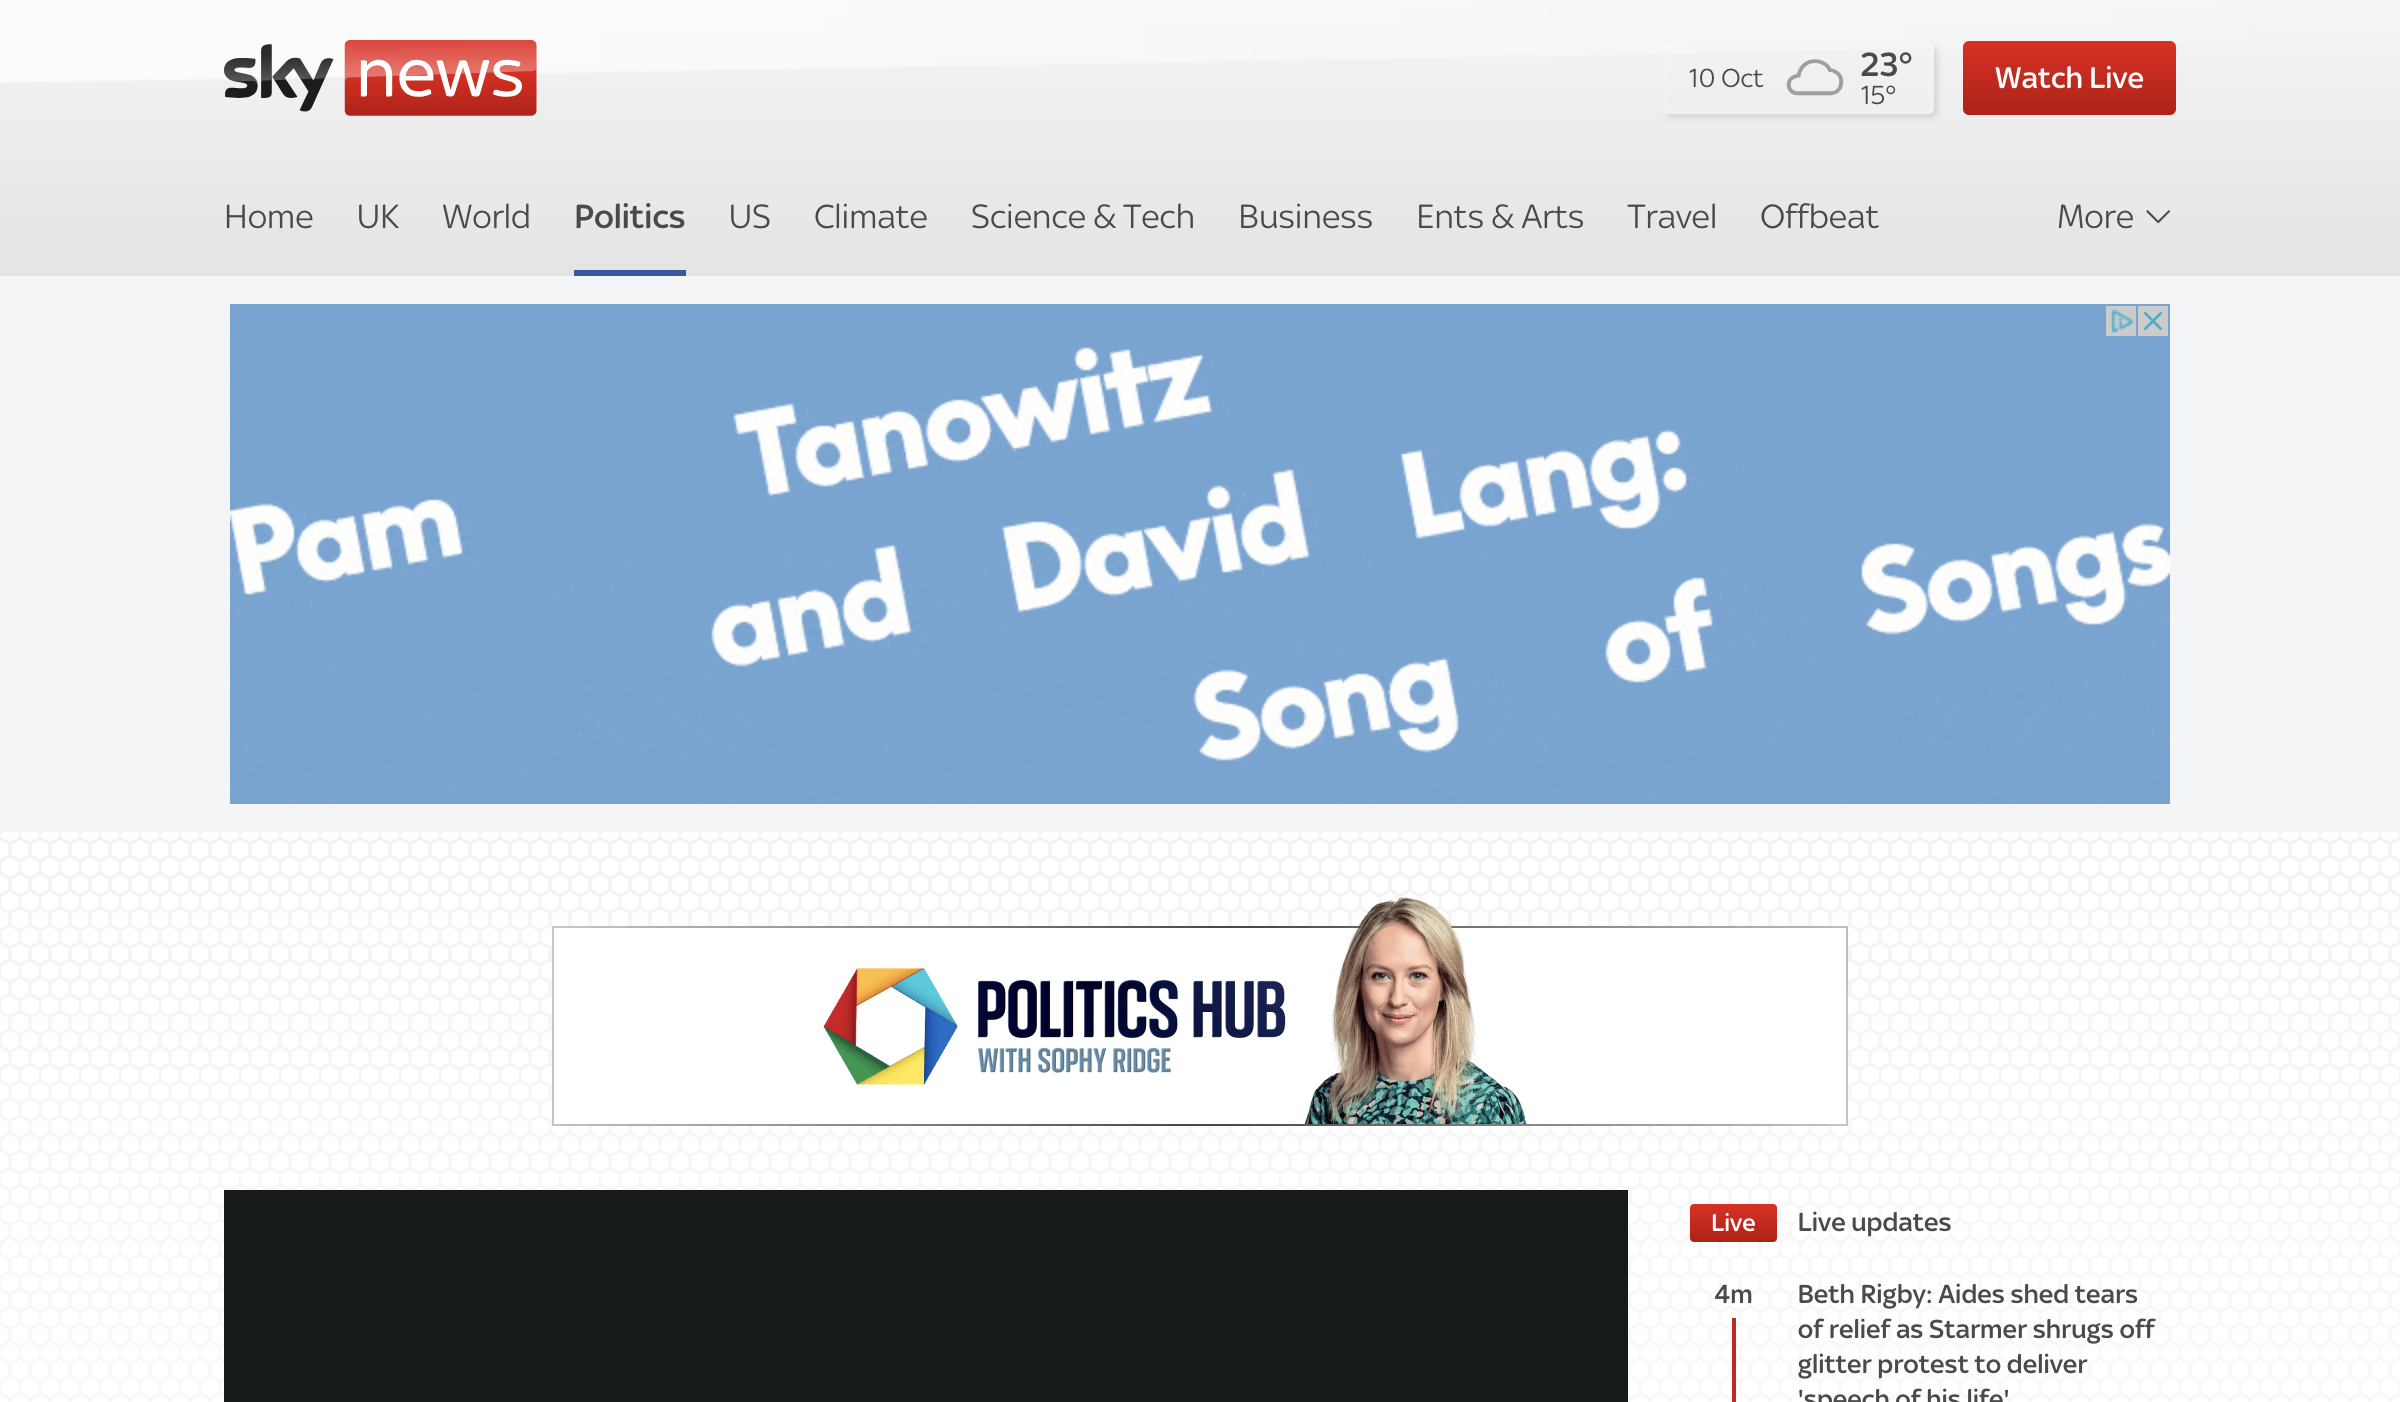 sky news
10 Oct
23°
15°
Watch Live
Home UK World Politics US Climate Science & Tech Business Ents & Arts Travel Offbeat More
Tanowitz
Pam
and David Lang:
Song of Songs
POLITICS HUB
WITH SOPHY RIDGE
Live Live updates
4m
Beth Rigby: Aides shed tears
of relief as Starmer shrugs off
glitter protest to deliver
'speech of his life'